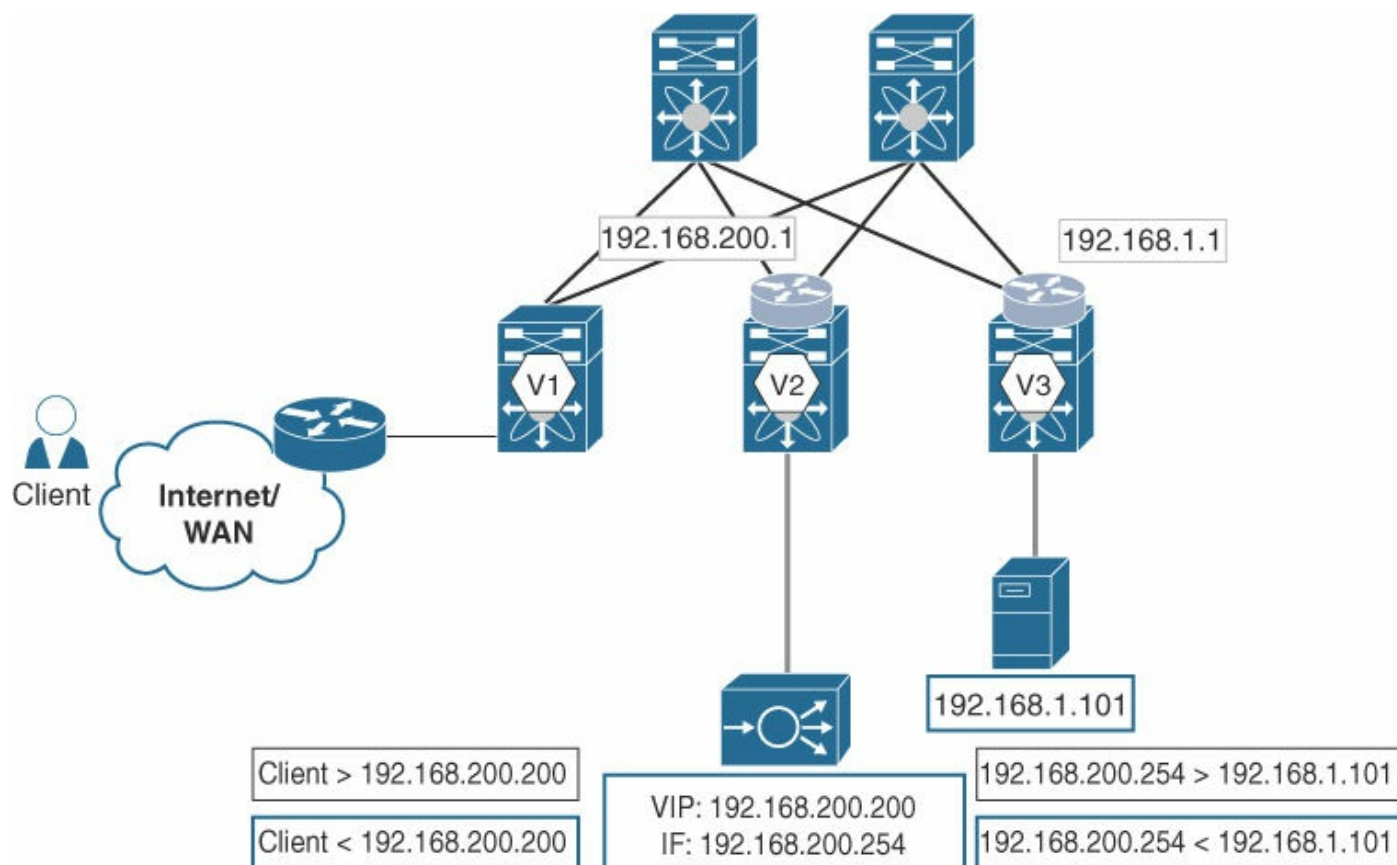 192.168.200.1
192.168.1.1
V1
V2
V3
Client
Internet/
WAN
192.168.1.101
Client > 192.168.200.200
Client < 192.168.200.200
VIP: 192.168.200.200
IF: 192.168.200.254
192.168.200.254 > 192.168.1.101
192.168.200.254 < 192.168.1.101